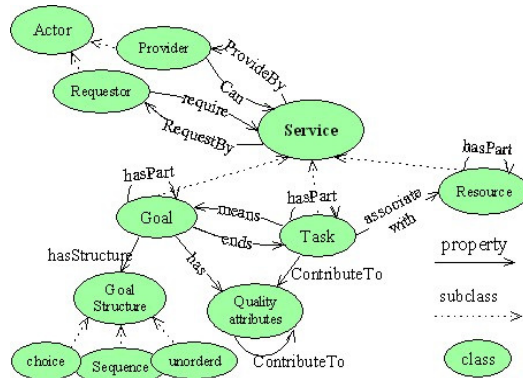 Actor
Provider
ProvideBy
Can
Requestor
require
RequestBy
Service
hasPart
hasPart
hasPart
Resource
Goal
means
ends
Task
associate
with
property
hasStructure
has
ContributeTo
subclass
Goal
Structure
Quality
attributes
choice
Sequence
unorderd
ContributeTo
class